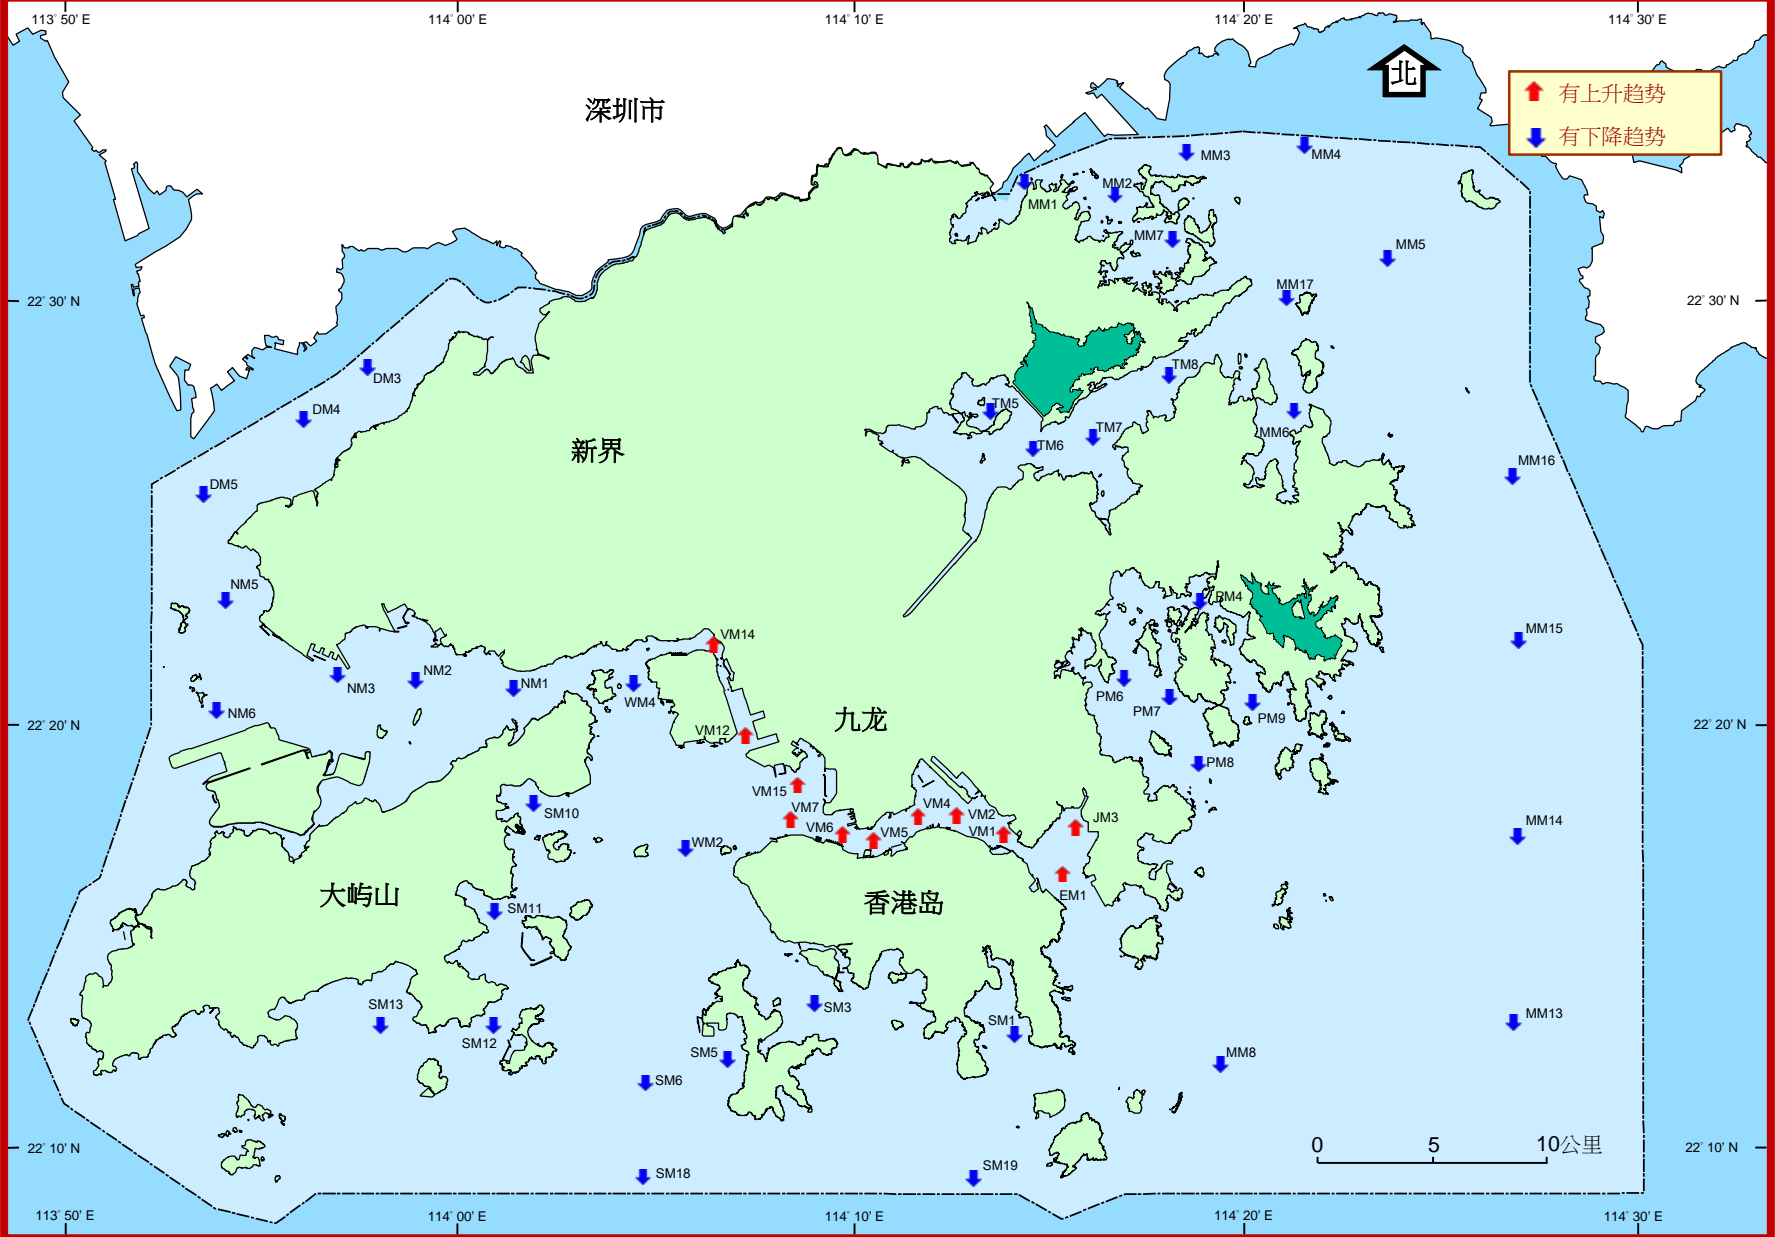 113° 50' E
114° 00' E
114° 10' E
114° 20' E
114° 30' E
北
有上升趋势
有下降趋势
深圳市
MM3
MM4
MM2
MM1
MM7
MM5
22° 30' N
MM17
22° 30' N
DM3
TM8
DM4
TM5
TM7
MM6
新界
TM6
MM16
DM5
NM5
PM4
MM15
VM14
NM2
NM3
NM1
WM4
PM6
PM7
PM9
NM6
22° 20' N
VM12
九龙
22° 20' N
PM8
VM15
SM10
VM7
VM4
VM2
JM3
VM6
VM5
VM1
MM14
WM2
大屿山
香港岛
EM1
SM11
SM13
SM3
SM1
MM13
SM12
SM5
MM8
SM6
22° 10' N
0
5
10公里
22° 10' N
SM18
SM19
113° 50' E
114° 00' E
114° 10' E
114° 20' E
114° 30' E